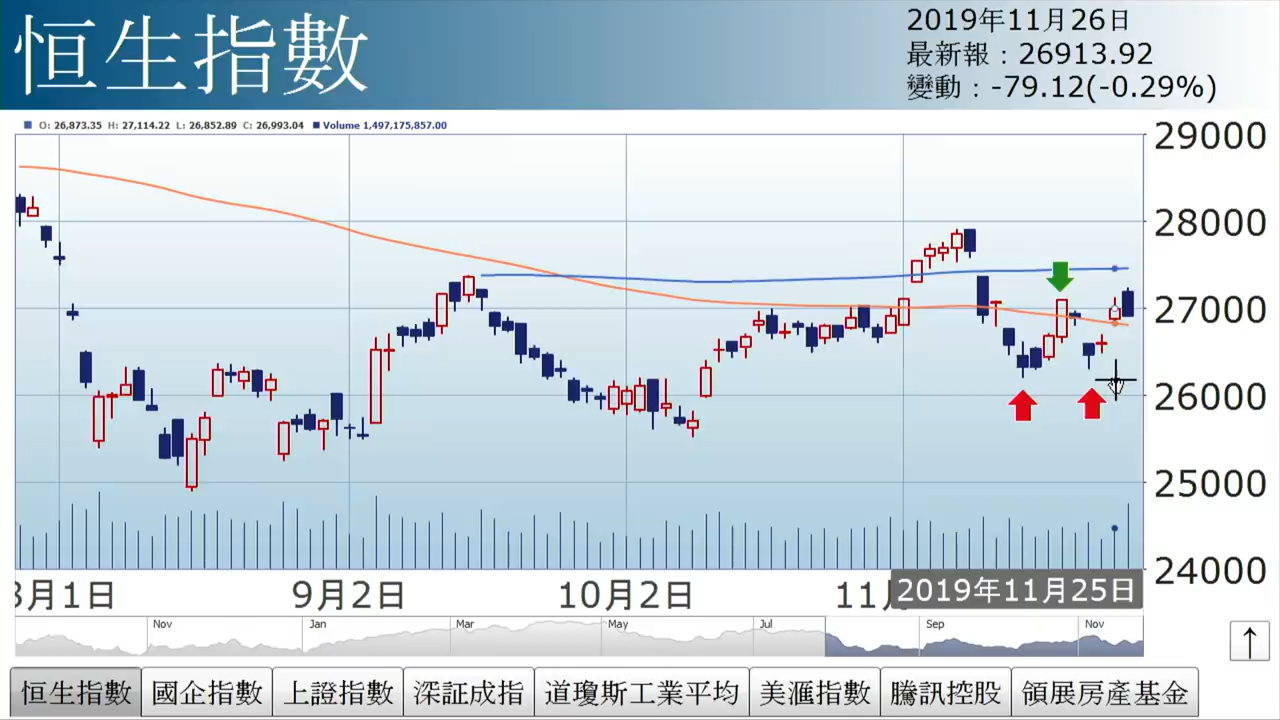 恒生指數
2019年11月26日
最新報：26913.92
變動：-79.12(-0.29%)
O: 26,873.35 H: 27,114.22 L: 26,852.89 C: 26,993.04 Volume 1,497,175,857.00
29000
28000
27000
26000
25000
24000
8月1日 9月2日 10月2日 11月 2019年11月25日
Nov Jan Mar May Jul Sep Nov
恒生指數 國企指數 上證指數 深証成指 道瓊斯工業平均 美滙指數 騰訊控股 領展房產基金